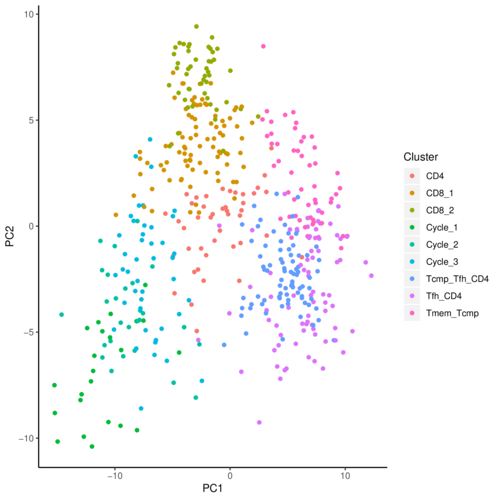 10
5
0
−5
−10
PC2
−10
0
10
PC1
Cluster
CD4
CD8_1
CD8_2
Cycle_1
Cycle_2
Cycle_3
Tcmp_Tfh_CD4
Tfh_CD4
Tmem_Tcmp